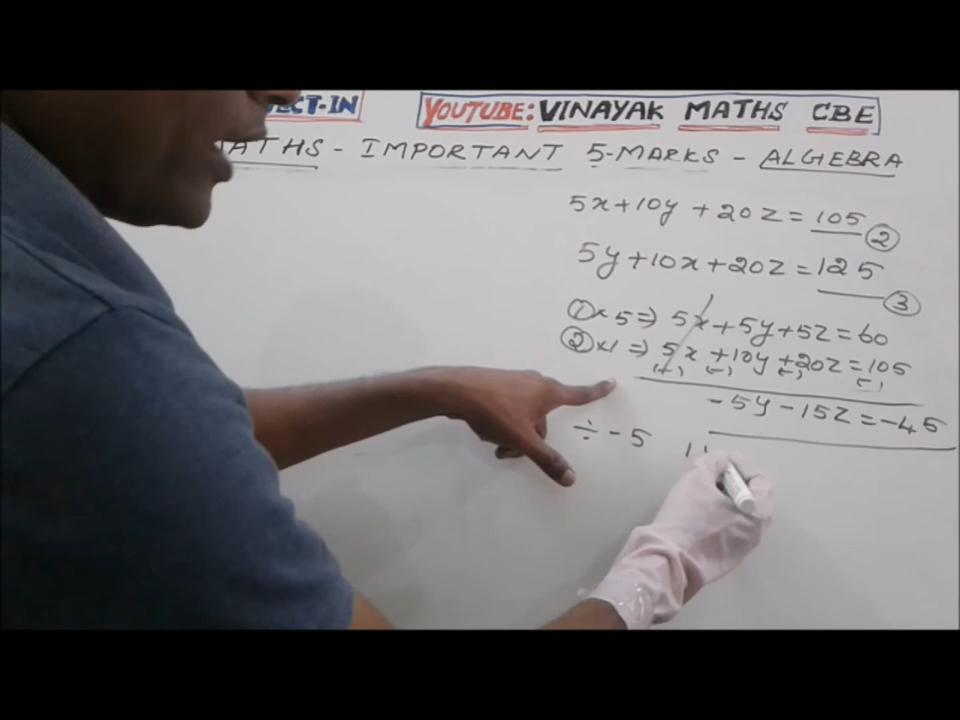 ECT-IN YOUTUBE: VINAYAK MATHS CBE
MATHS - IMPORTANT 5-MARKS - ALGEBRA
5x+10y+20z=105 ②
5y+10x+20z=125
③
①×5⇒ 5x+5y+5z=60
②×1⇒ 5x+10y+20z=105
(-) (-) (-) (-)
-5y-15z=-45
÷-5